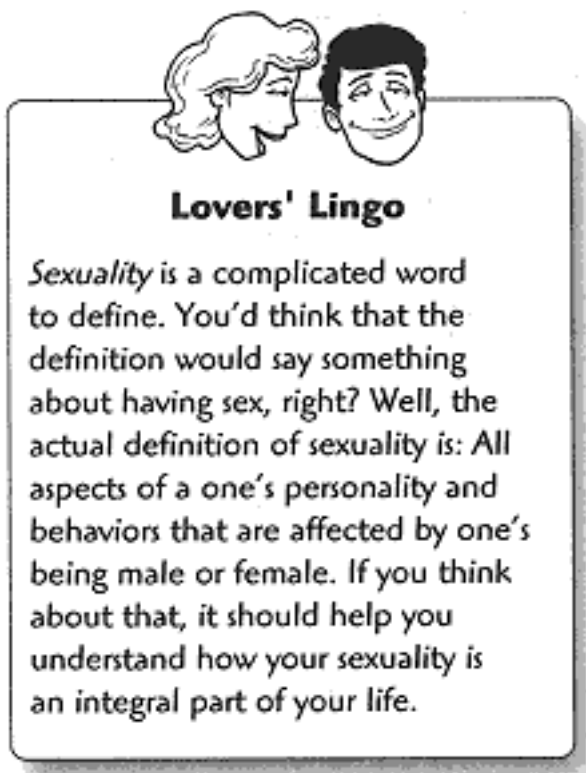 Lovers' Lingo
Sexuality is a complicated word
to define. You'd think that the
definition would say something
about having sex, right? Well, the
actual definition of sexuality is: All
aspects of a one's personality and
behaviors that are affected by one's
being male or female. If you think
about that, it should help you
understand how your sexuality is
an integral part of your life.